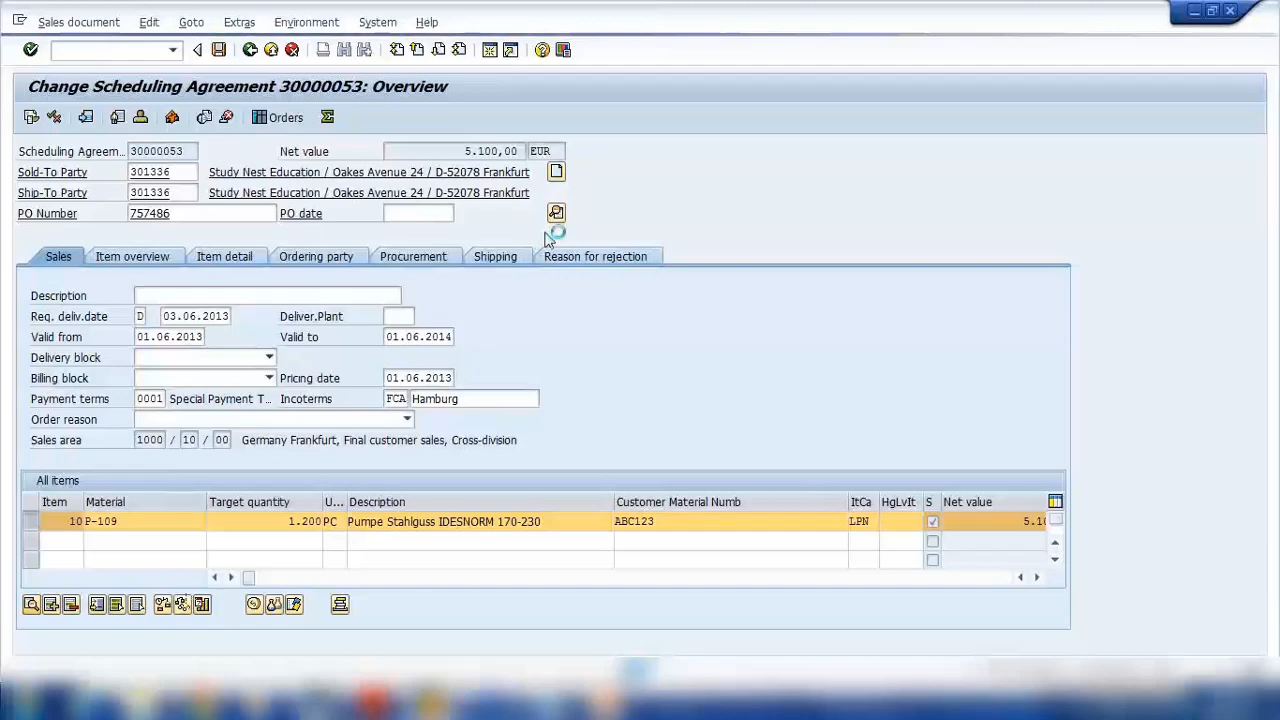 Sales document Edit Goto Extras Environment System Help
Change Scheduling Agreement 30000053: Overview
Orders
Scheduling Agreem... 30000053 Net value 5.100,00 EUR
Sold-To Party 301336 Study Nest Education / Oakes Avenue 24 / D-52078 Frankfurt
Ship-To Party 301336 Study Nest Education / Oakes Avenue 24 / D-52078 Frankfurt
PO Number 757486 PO date
Sales Item overview Item detail Ordering party Procurement Shipping Reason for rejection
Description
Req. deliv.date D 03.06.2013 Deliver.Plant
Valid from 01.06.2013 Valid to 01.06.2014
Delivery block
Billing block Pricing date 01.06.2013
Payment terms 0001 Special Payment T... Incoterms FCA Hamburg
Order reason
Sales area 1000 / 10 / 00 Germany Frankfurt, Final customer sales, Cross-division
All items
Item Material Target quantity U... Description Customer Material Numb ItCa HgLvIt S Net value
10 P-109 1.200 PC Pumpe Stahlguss IDESNORM 170-230 ABC123 LPN 5.10